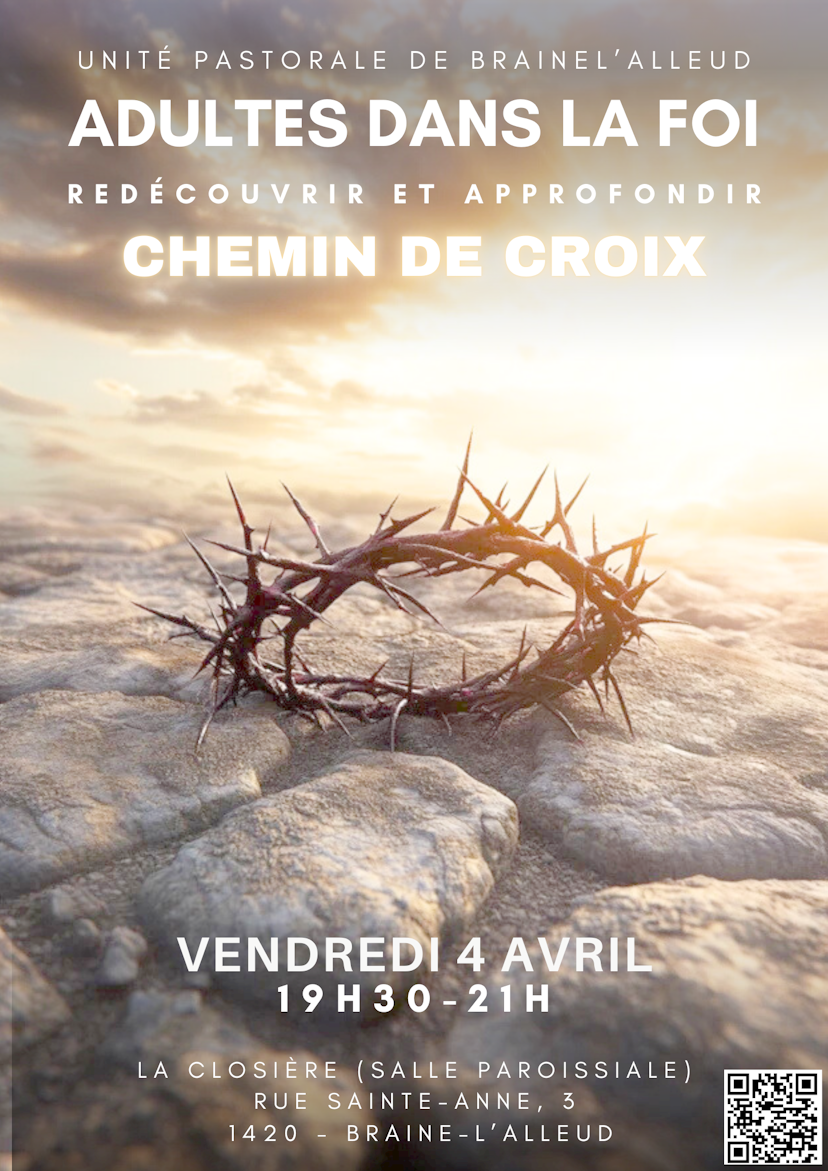 UNITÉ PASTORALE DE BRAINEL’ALLEUD
ADULTES DANS LA FOI
REDÉCOUVRIR ET APPROFONDIR
CHEMIN DE CROIX
VENDREDI 4 AVRIL
19H30-21H
LA CLOSIÈRE (SALLE PAROISSIALE)
RUE SAINTE-ANNE, 3
1420 - BRAINE-L’ALLEUD